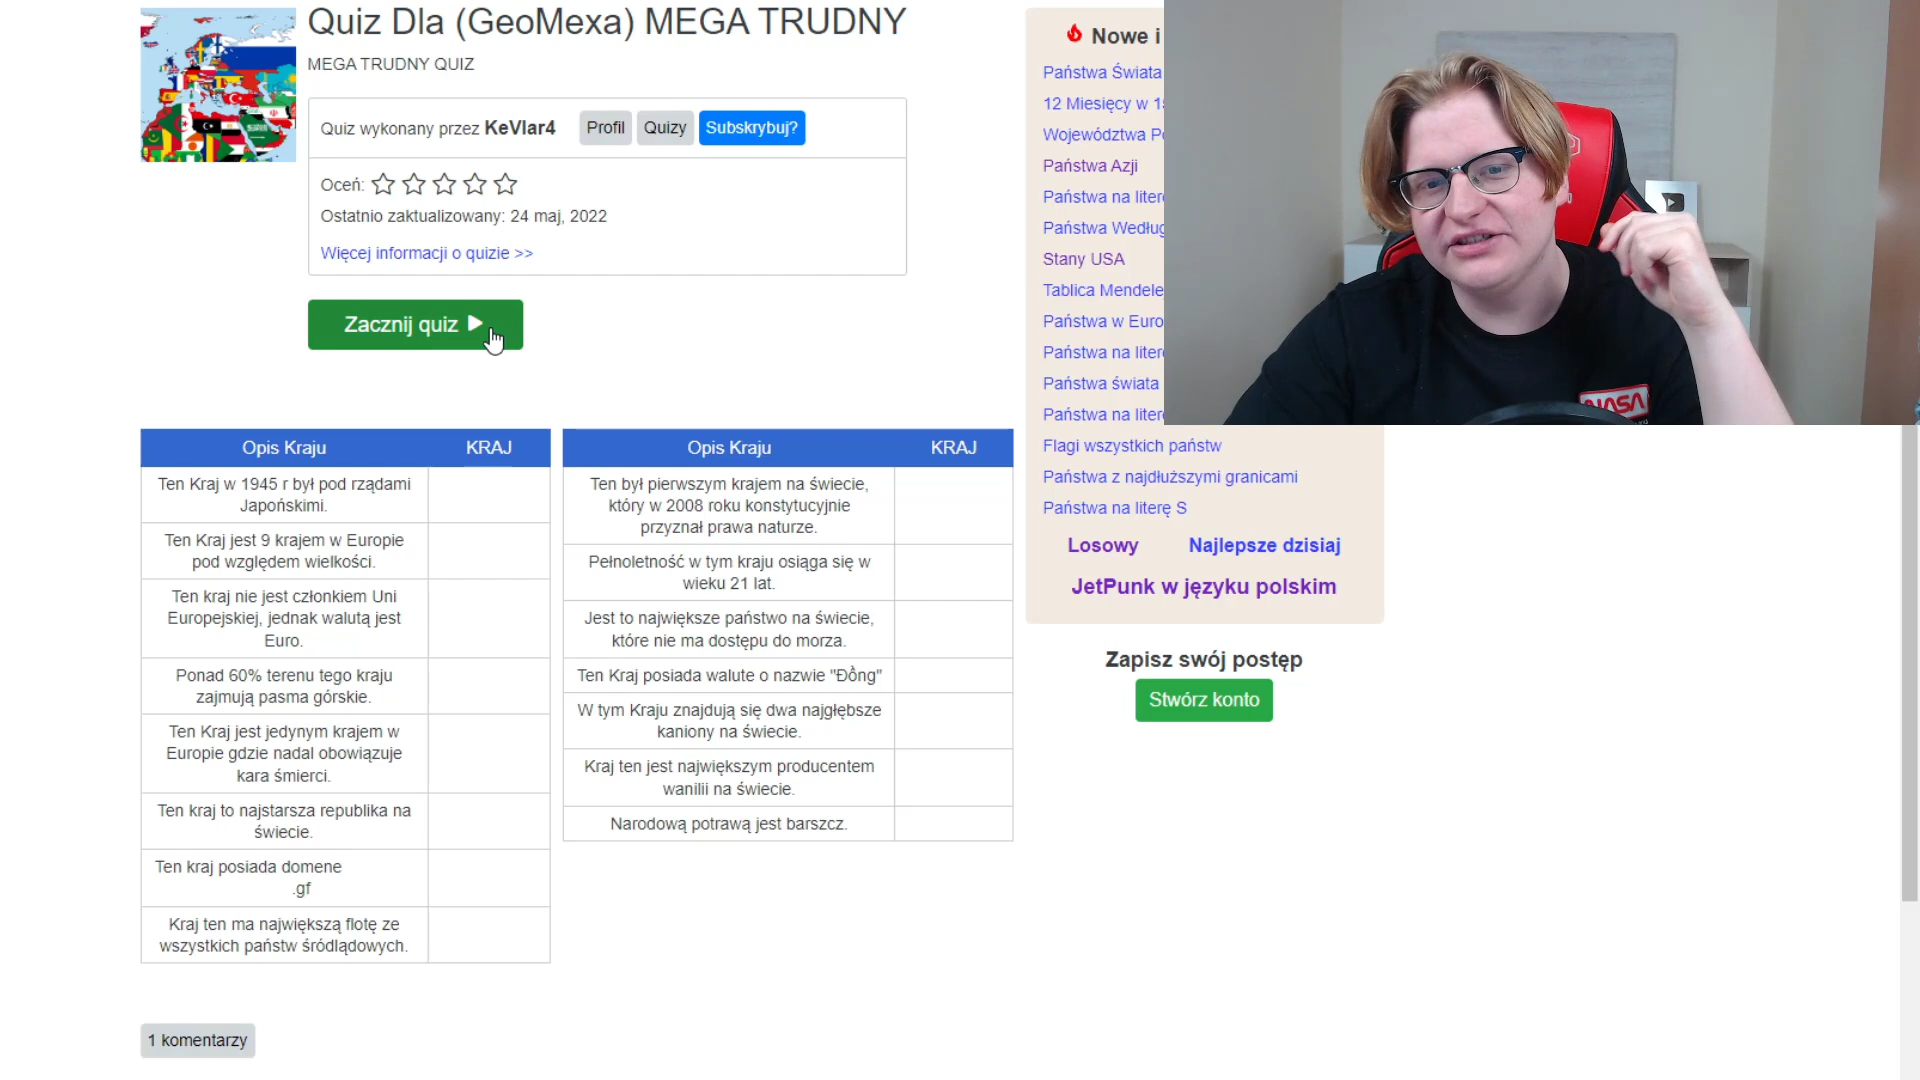 Quiz Dla (GeoMexa) MEGA TRUDNY
MEGA TRUDNY QUIZ
Quiz wykonany przez KeVlar4
Profil
Quizy
Subskrybuj?
Oceń:
Ostatnio zaktualizowany: 24 maj, 2022
Więcej informacji o quizie >>
Zacznij quiz
Opis Kraju KRAJ
Ten Kraj w 1945 r był pod rządami
Japońskimi.
Ten Kraj jest 9 krajem w Europie
pod względem wielkości.
Ten kraj nie jest członkiem Uni
Europejskiej, jednak walutą jest
Euro.
Ponad 60% terenu tego kraju
zajmują pasma górskie.
Ten Kraj jest jedynym krajem w
Europie gdzie nadal obowiązuje
kara śmierci.
Ten kraj to najstarsza republika na
świecie.
Ten kraj posiada domene
.gf
Kraj ten ma największą flotę ze
wszystkich państw śródlądowych.
Opis Kraju KRAJ
Ten był pierwszym krajem na świecie,
który w 2008 roku konstytucyjnie
przyznał prawa naturze.
Pełnoletność w tym kraju osiąga się w
wieku 21 lat.
Jest to największe państwo na świecie,
które nie ma dostępu do morza.
Ten Kraj posiada walute o nazwie "Đồng"
W tym Kraju znajdują się dwa najgłębsze
kaniony na świecie.
Kraj ten jest największym producentem
wanilii na świecie.
Narodową potrawą jest barszcz.
1 komentarzy
Nowe i
Państwa Świata
12 Miesięcy w
Województwa
Państwa Azji
Państwa na
Państwa
Stany USA
Tablica
Państwa w
Państwa na
Państwa świata
Państwa na
Flagi wszystkich państw
Państwa z najdłuższymi granicami
Państwa na literę S
Losowy
Najlepsze dzisiaj
JetPunk w języku polskim
Zapisz swój postęp
Stwórz konto
NASA